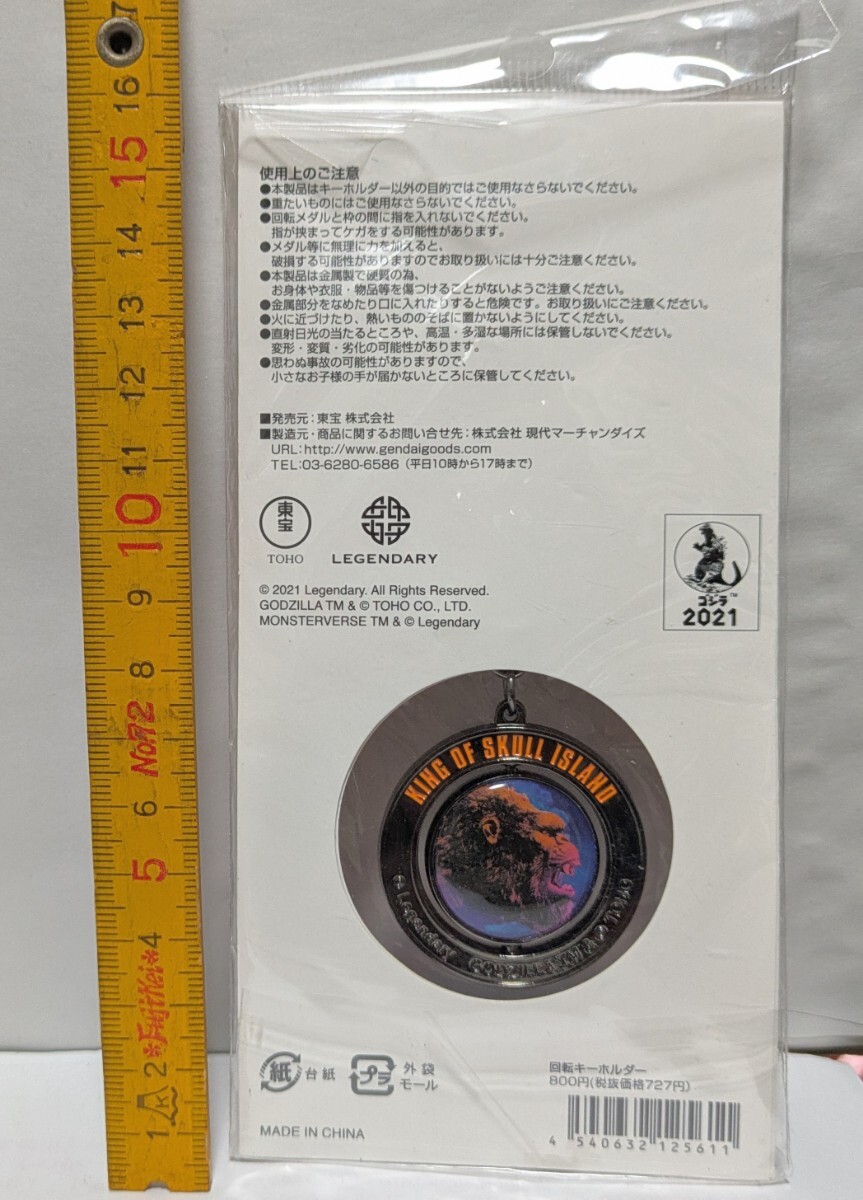 17
16
15
14
13
12
11
10
9
8
No72
6
5
4
*FujiKei*
2
1
K
使用上のご注意
●本製品はキーホルダー以外の目的ではご使用なさらないでください。
●重たいものにはご使用なさらないでください。
●回転メダルと枠の間に指を入れないでください。
指が挟まってケガをする可能性があります。
●メダル等に無理に力を加えると、
破損する可能性がありますのでお取り扱いには十分ご注意ください。
●本製品は金属製で硬質の為、
お身体や衣服・物品等を傷つけることがないようご注意ください。
●金属部分をなめたり口に入れたりすると危険です。お取り扱いにご注意ください。
●火に近づけたり、熱いもののそばに置かないようにしてください。
●直射日光の当たるところや、高温・多湿な場所には保管しないでください。
変形・変質・劣化の可能性があります。
●思わぬ事故の可能性がありますので、
小さなお子様の手が届かないところに保管してください。
■発売元:東宝 株式会社
■製造元・商品に関するお問い合せ先:株式会社 現代マーチャンダイズ
URL:http://www.gendaigoods.com
TEL:03-6280-6586（平日10時から17時まで）
東宝
TOHO
LEGENDARY
ゴジラ™
2021
© 2021 Legendary. All Rights Reserved.
GODZILLA TM & © TOHO CO., LTD.
MONSTERVERSE TM & © Legendary
KING OF SKULL ISLAND
© Legendary
紙 台紙
プラ 外袋
モール
回転キーホルダー
800円(税抜価格727円)
4 540632 125611
MADE IN CHINA